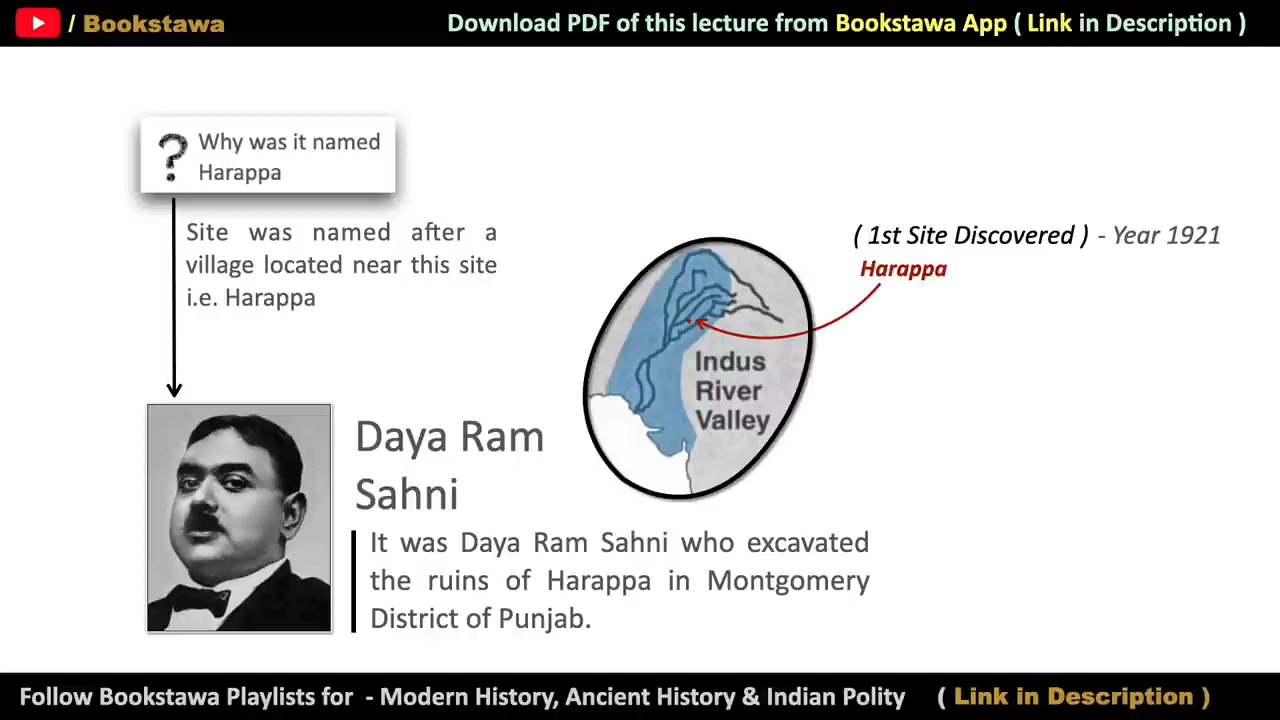 / Bookstawa
Download PDF of this lecture from Bookstawa App ( Link in Description )
?
Why was it named
Harappa
Site was named after a
village located near this site
i.e. Harappa
( 1st Site Discovered ) - Year 1921
Harappa
Indus
River
Valley
Daya Ram
Sahni
It was Daya Ram Sahni who excavated
the ruins of Harappa in Montgomery
District of Punjab.
Follow Bookstawa Playlists for - Modern History, Ancient History & Indian Polity ( Link in Description )